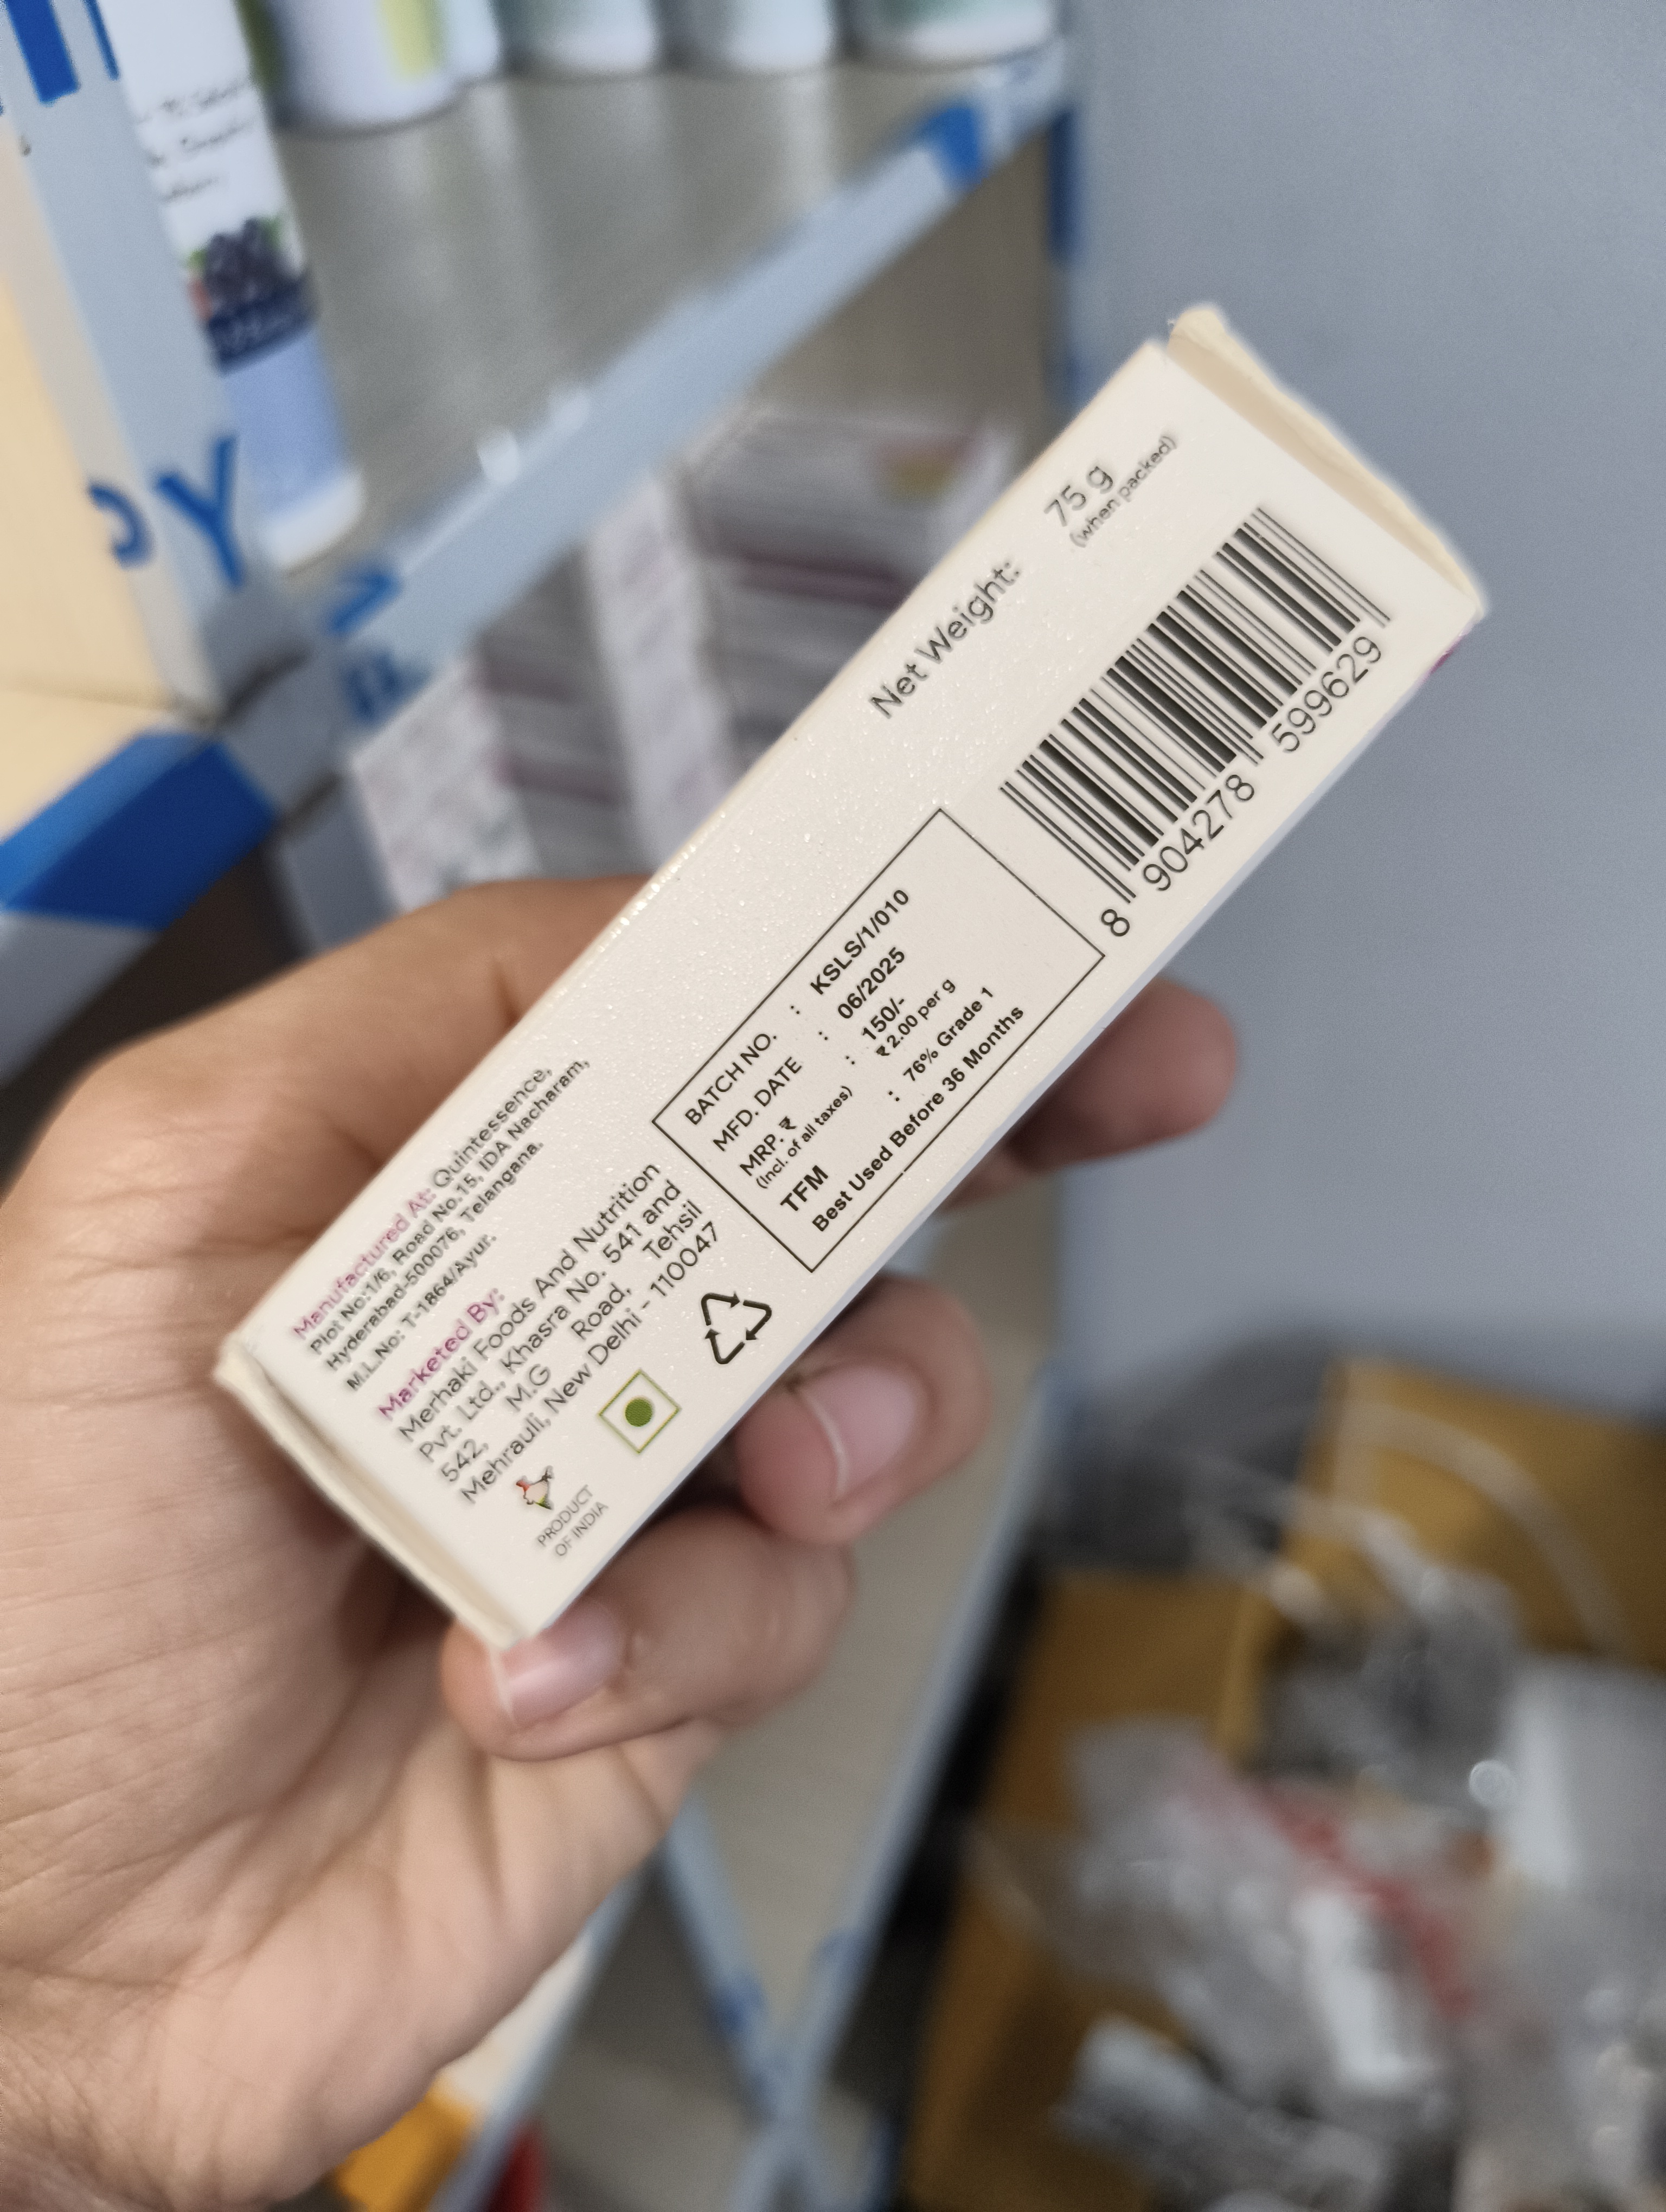 Manufactured At: Quintessence,
Plot No:1/6, Road No.15, IDA Nacharam,
Hyderabad-500076, Telangana.
M.L.No: T-1864/Ayur.
Marketed By:
Merhaki Foods And Nutrition
Pvt. Ltd., Khasra No. 541 and
542, M.G Road, Tehsil
Mehrauli, New Delhi - 110047
PRODUCT
OF INDIA
BATCH NO. : KSLS/1/010
MFD. DATE : 06/2025
MRP. ₹ : 150/-
(Incl. of all taxes) ₹ 2.00 per g
TFM : 76% Grade 1
Best Used Before 36 Months
Net Weight: 75 g
(when packed)
8 904278 599629
Y